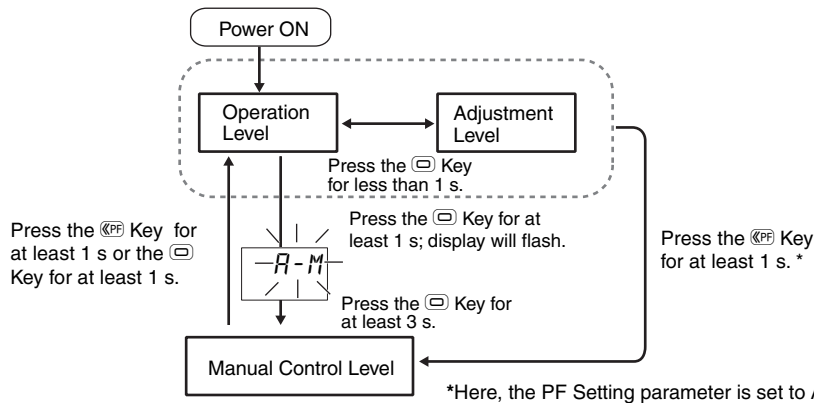 Power ON
Operation
Level
Adjustment
Level
Press the Key
for less than 1 s.
Press the PF Key for
at least 1 s or the
Key for at least 1 s.
Press the Key for at
least 1 s; display will flash.
A-M
Press the Key for
at least 3 s.
Press the PF Key
for at least 1 s. *
Manual Control Level
*Here, the PF Setting parameter is set to